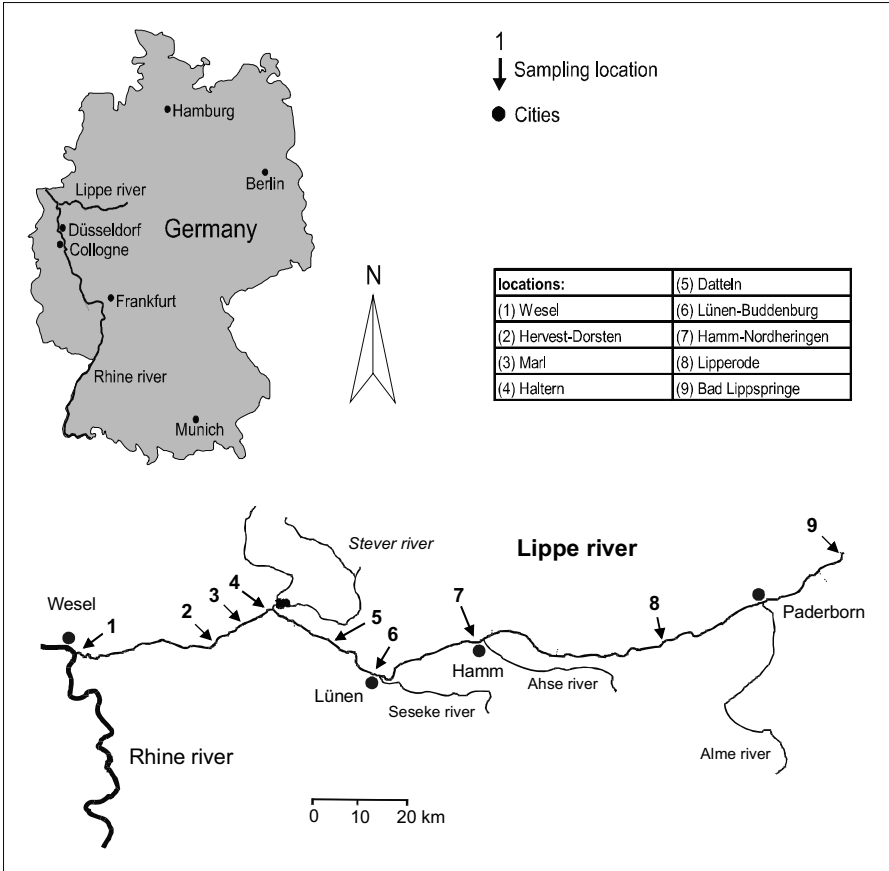 1
Sampling location
Cities
Hamburg
Berlin
Lippe river
Düsseldorf
Collogne
Germany
Frankfurt
Rhine river
Munich
N
locations:
(5) Datteln
(1) Wesel
(6) Lünen-Buddenburg
(2) Hervest-Dorsten
(7) Hamm-Nordheringen
(3) Marl
(8) Lipperode
(4) Haltern
(9) Bad Lippspringe
Stever river
Lippe river
9
Wesel
1
2
3
4
5
6
7
8
Paderborn
Hamm
Lünen
Ahse river
Seseke river
Alme river
Rhine river
0 10 20 km